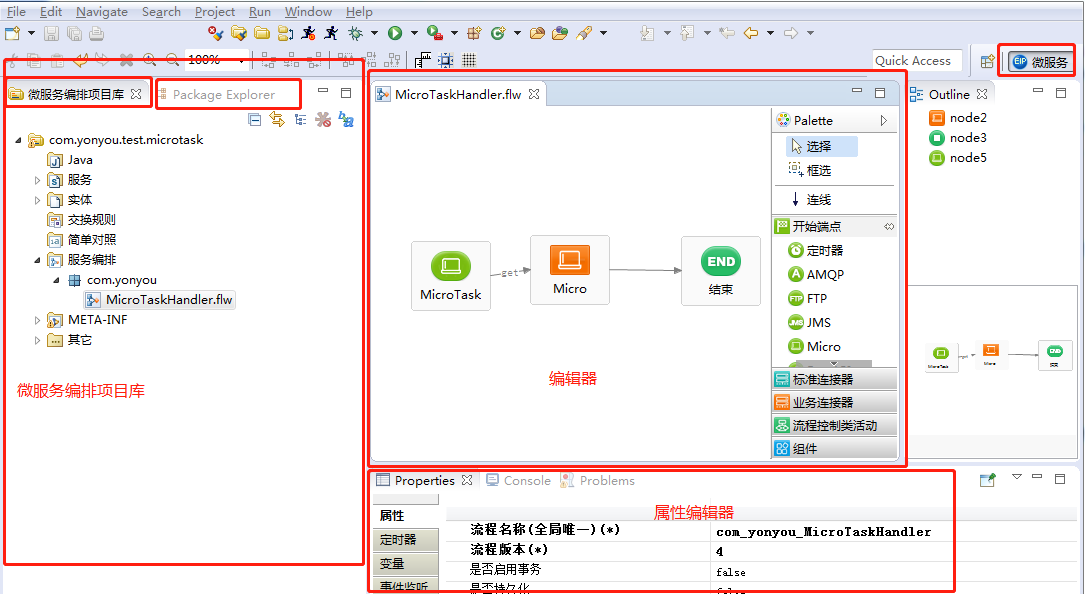 File Edit Navigate Search Project Run Window Help
100%
Quick Access
EIP 微服务
微服务编排项目库
Package Explorer
com.yonyou.test.microtask
Java
服务
实体
交换规则
简单对照
服务编排
com.yonyou
MicroTaskHandler.flw
META-INF
其它
微服务编排项目库
MicroTaskHandler.flw
MicroTask
get
Micro
END
结束
编辑器
Palette
选择
框选
连线
开始端点
定时器
AMQP
FTP
JMS
Micro
标准连接器
业务连接器
流程控制类活动
组件
Outline
node2
node3
node5
MicroTask
Micro
END
结束
Properties Console Problems
属性编辑器
属性
定时器
变量
事件监听
流程名称(全局唯一)(*) com_yonyou_MicroTaskHandler
流程版本(*) 4
是否启用事务 false
是否持久化 false